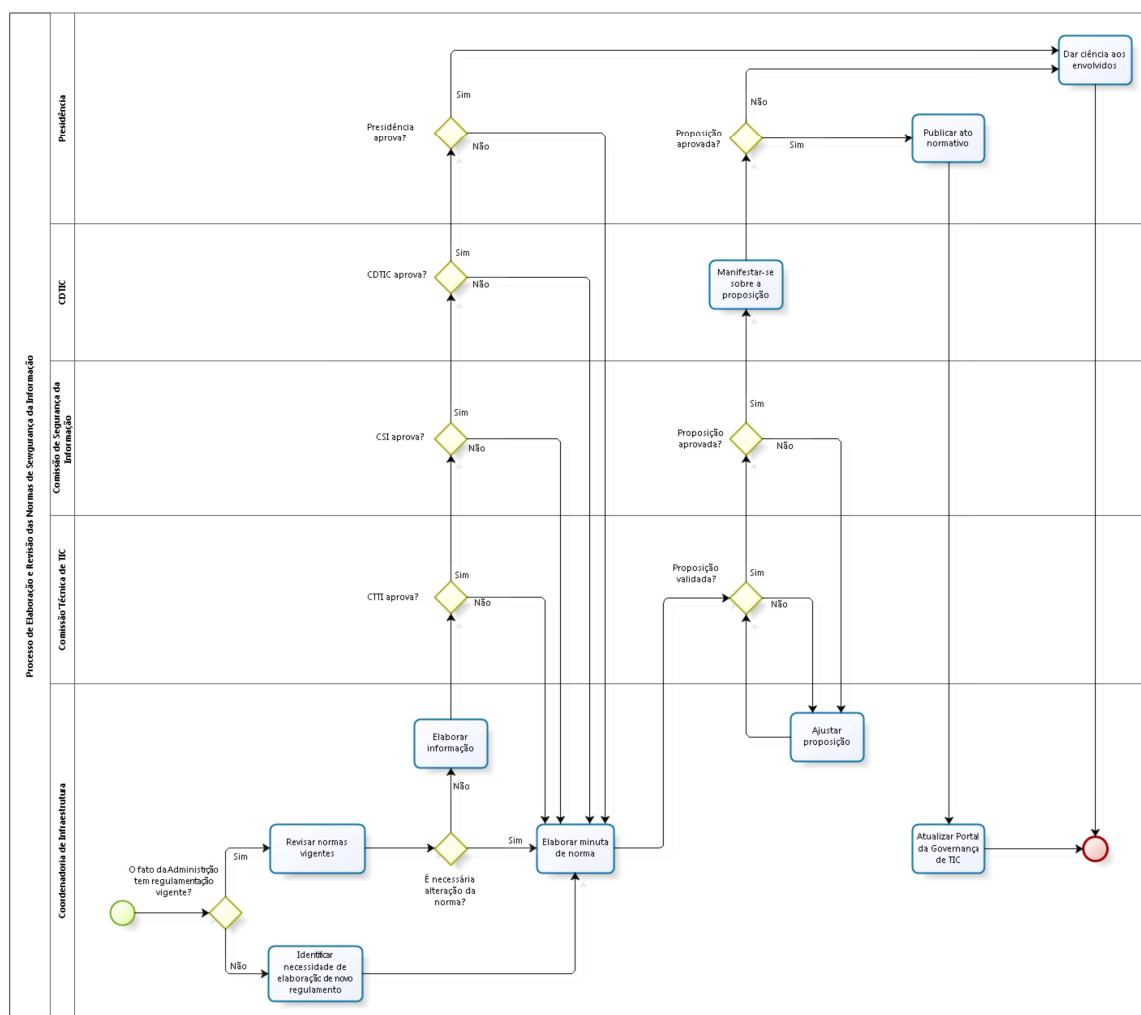 Processo de Elaboração e Revisão das Normas de Sewgurança da Informação
Presidência
Dar ciência aos
envolvidos
Sim
Presidência
aprova?
Não
Não
Proposição
aprovada?
Sim
Publicar ato
normativo
CDTIC
Sim
CDTIC aprova?
Não
Manifestar-se
sobre a
proposição
Comissão de Segurança da
Informação
Sim
CSI aprova?
Não
Sim
Proposição
aprovada?
Não
Comissão Técnica de TIC
Sim
CTTI aprova?
Não
Proposição
validada?
Sim
Não
Coordenadoria de Infraestrutura
Elaborar
informação
Ajustar
proposição
Não
O fato da Administrção
tem regulamentação
vigente?
Sim
Revisar normas
vigentes
É necessária
alteração da
norma?
Sim
Elaborar minuta
de norma
Atualizar Portal
da Governança
de TIC
Não
Identificar
necessidade de
elaboração de novo
regulamento